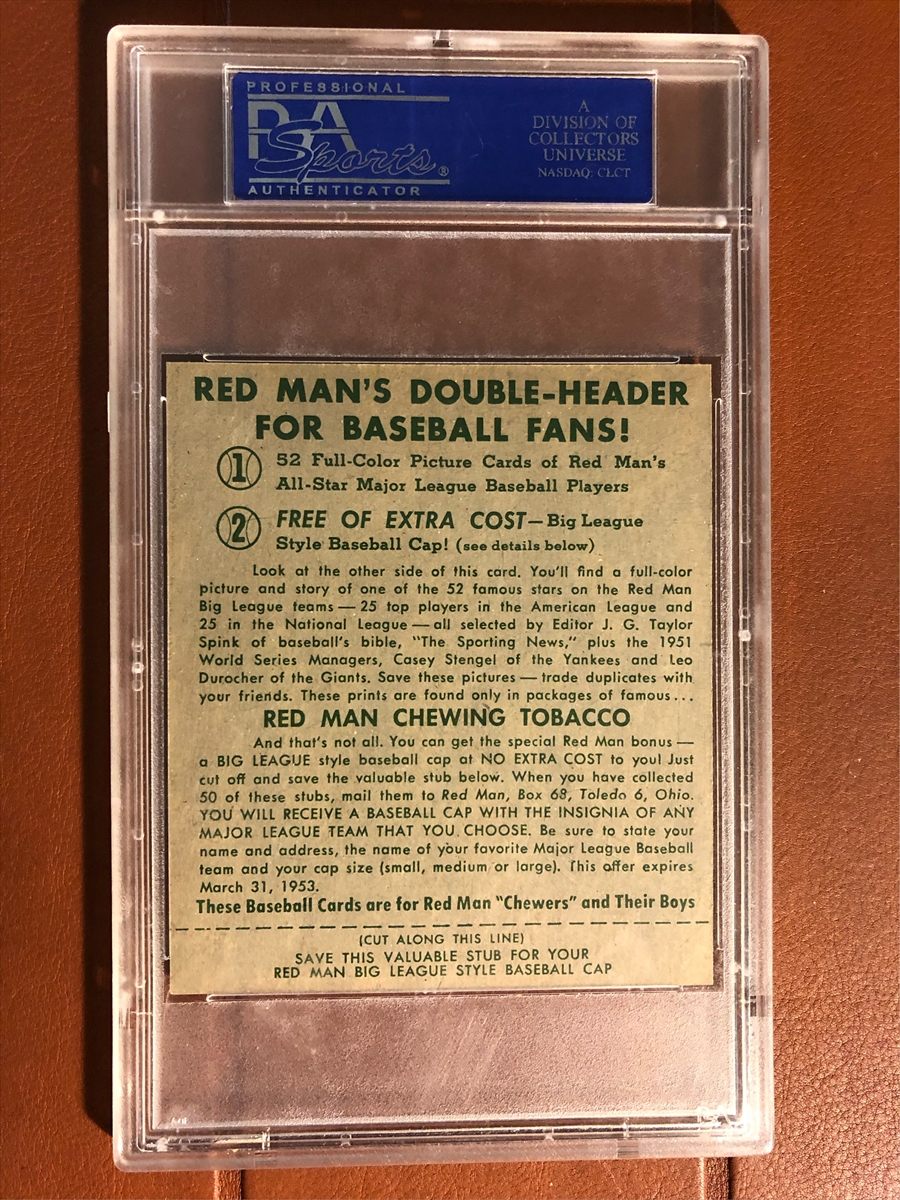 PROFESSIONAL
PSA
Sports®
AUTHENTICATOR
A
DIVISION OF
COLLECTORS
UNIVERSE
NASDAQ: CLCT
RED MAN'S DOUBLE-HEADER
FOR BASEBALL FANS!
1 52 Full-Color Picture Cards of Red Man's
All-Star Major League Baseball Players
2 FREE OF EXTRA COST—Big League
Style Baseball Cap! (see details below)
Look at the other side of this card. You'll find a full-color
picture and story of one of the 52 famous stars on the Red Man
Big League teams — 25 top players in the American League and
25 in the National League — all selected by Editor J. G. Taylor
Spink of baseball's bible, "The Sporting News," plus the 1951
World Series Managers, Casey Stengel of the Yankees and Leo
Durocher of the Giants. Save these pictures — trade duplicates with
your friends. These prints are found only in packages of famous...
RED MAN CHEWING TOBACCO
And that's not all. You can get the special Red Man bonus —
a BIG LEAGUE style baseball cap at NO EXTRA COST to you! Just
cut off and save the valuable stub below. When you have collected
50 of these stubs, mail them to Red Man, Box 68, Toledo 6, Ohio.
YOU WILL RECEIVE A BASEBALL CAP WITH THE INSIGNIA OF ANY
MAJOR LEAGUE TEAM THAT YOU CHOOSE. Be sure to state your
name and address, the name of your favorite Major League Baseball
team and your cap size (small, medium or large). This offer expires
March 31, 1953.
These Baseball Cards are for Red Man "Chewers" and Their Boys
(CUT ALONG THIS LINE)
SAVE THIS VALUABLE STUB FOR YOUR
RED MAN BIG LEAGUE STYLE BASEBALL CAP